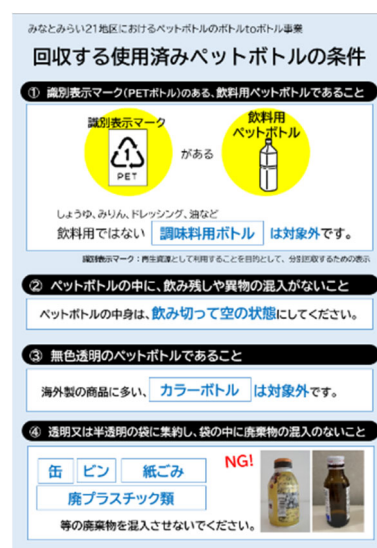 みなとみらい21地区におけるペットボトルのボトルtoボトル事業
回収する使用済みペットボトルの条件
① 識別表示マーク(PETボトル)のある、飲料用ペットボトルであること
識別表示マーク
1
PET
がある
飲料用
ペットボトル
しょうゆ、みりん、ドレッシング、油など
飲料用ではない 調味料用ボトル は対象外です。
識別表示マーク：再生資源として利用することを目的として、分別回収するための表示
② ペットボトルの中に、飲み残しや異物の混入がないこと
ペットボトルの中身は、飲み切って空の状態にしてください。
③ 無色透明のペットボトルであること
海外製の商品に多い、 カラーボトル は対象外です。
④ 透明又は半透明の袋に集約し、袋の中に廃棄物の混入のないこと
缶 ビン 紙ごみ
NG!
廃プラスチック類
等の廃棄物を混入させないでください。